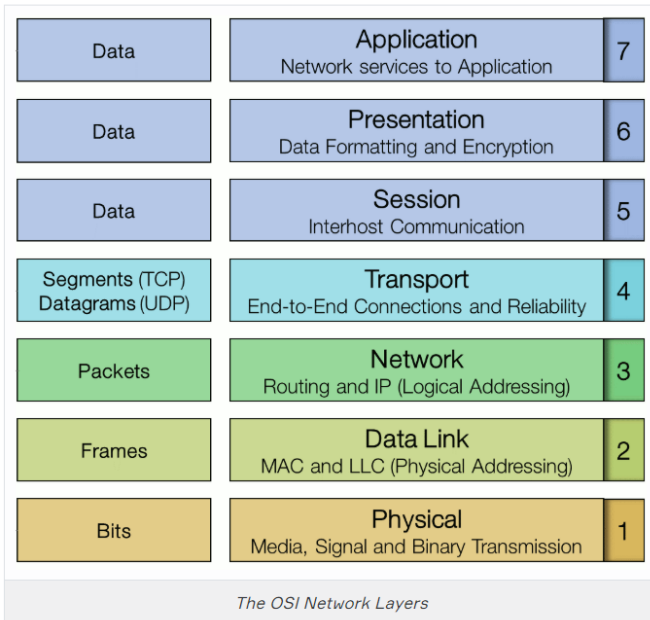 Data
Application
Network services to Application
7
Data
Presentation
Data Formatting and Encryption
6
Data
Session
Interhost Communication
5
Segments (TCP)
Datagrams (UDP)
Transport
End-to-End Connections and Reliability
4
Packets
Network
Routing and IP (Logical Addressing)
3
Frames
Data Link
MAC and LLC (Physical Addressing)
2
Bits
Physical
Media, Signal and Binary Transmission
1
The OSI Network Layers